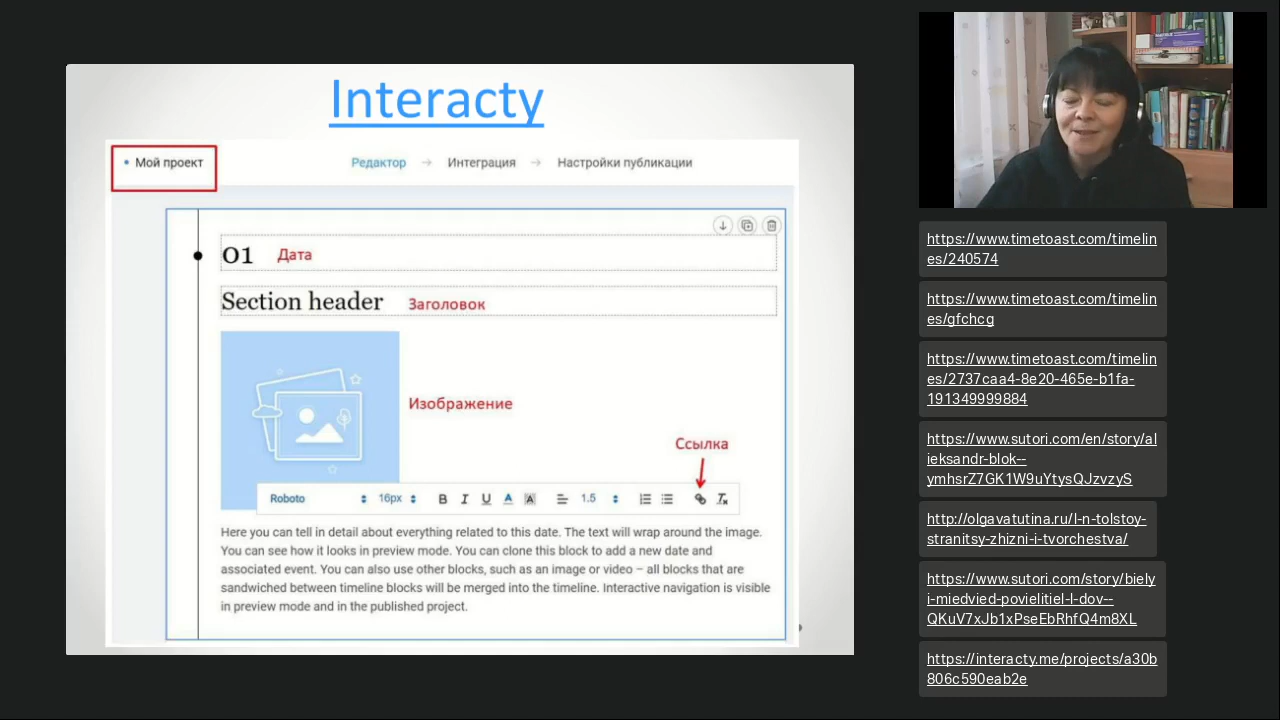 Interacty
Мой проект
Редактор → Интеграция → Настройки публикации
01 Дата
Section header Заголовок
Изображение
Ссылка
Roboto 16px B I U A A 1.5
Here you can tell in detail about everything related to this date. The text will wrap around the image.
You can see how it looks in preview mode. You can clone this block to add a new date and
associated event. You can also use other blocks, such as an image or video – all blocks that are
sandwiched between timeline blocks will be merged into the timeline. Interactive navigation is visible
in preview mode and in the published project.
https://www.timetoast.com/timelin
es/240574
https://www.timetoast.com/timelin
es/gfchcg
https://www.timetoast.com/timelin
es/2737caa4-8e20-465e-b1fa-
191349999884
https://www.sutori.com/en/story/al
ieksandr-blok--
ymhsrZ7GK1W9uYtysQJzvzyS
http://olgavatutina.ru/l-n-tolstoy-
stranitsy-zhizni-i-tvorchestva/
https://www.sutori.com/story/biely
i-miedvied-povielitiel-l-dov--
QKuV7xJb1xPseEbRhfQ4m8XL
https://interacty.me/projects/a30b
806c590eab2e